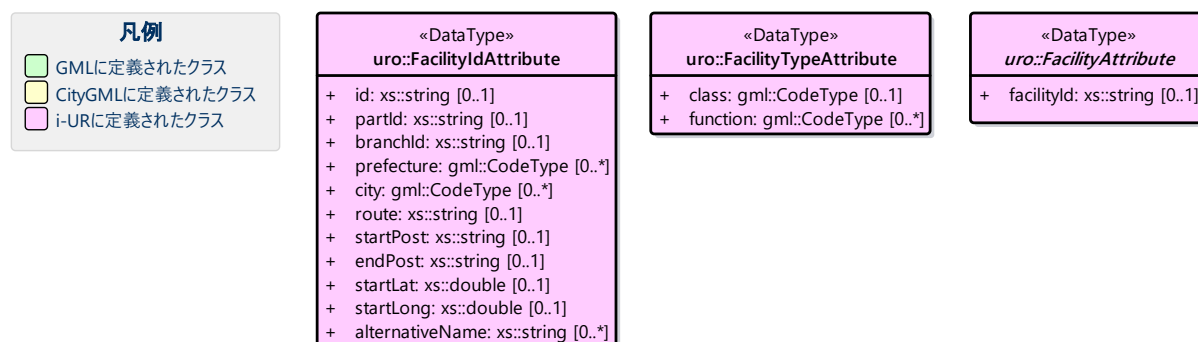 凡例
GMLに定義されたクラス
CityGMLに定義されたクラス
i-URに定義されたクラス
«DataType»
uro::FacilityIdAttribute
+ id: xs::string [0..1]
+ partId: xs::string [0..1]
+ branchId: xs::string [0..1]
+ prefecture: gml::CodeType [0..*]
+ city: gml::CodeType [0..*]
+ route: xs::string [0..1]
+ startPost: xs::string [0..1]
+ endPost: xs::string [0..1]
+ startLat: xs::double [0..1]
+ startLong: xs::double [0..1]
+ alternativeName: xs::string [0..*]
«DataType»
uro::FacilityTypeAttribute
+ class: gml::CodeType [0..1]
+ function: gml::CodeType [0..*]
«DataType»
uro::FacilityAttribute
+ facilityId: xs::string [0..1]